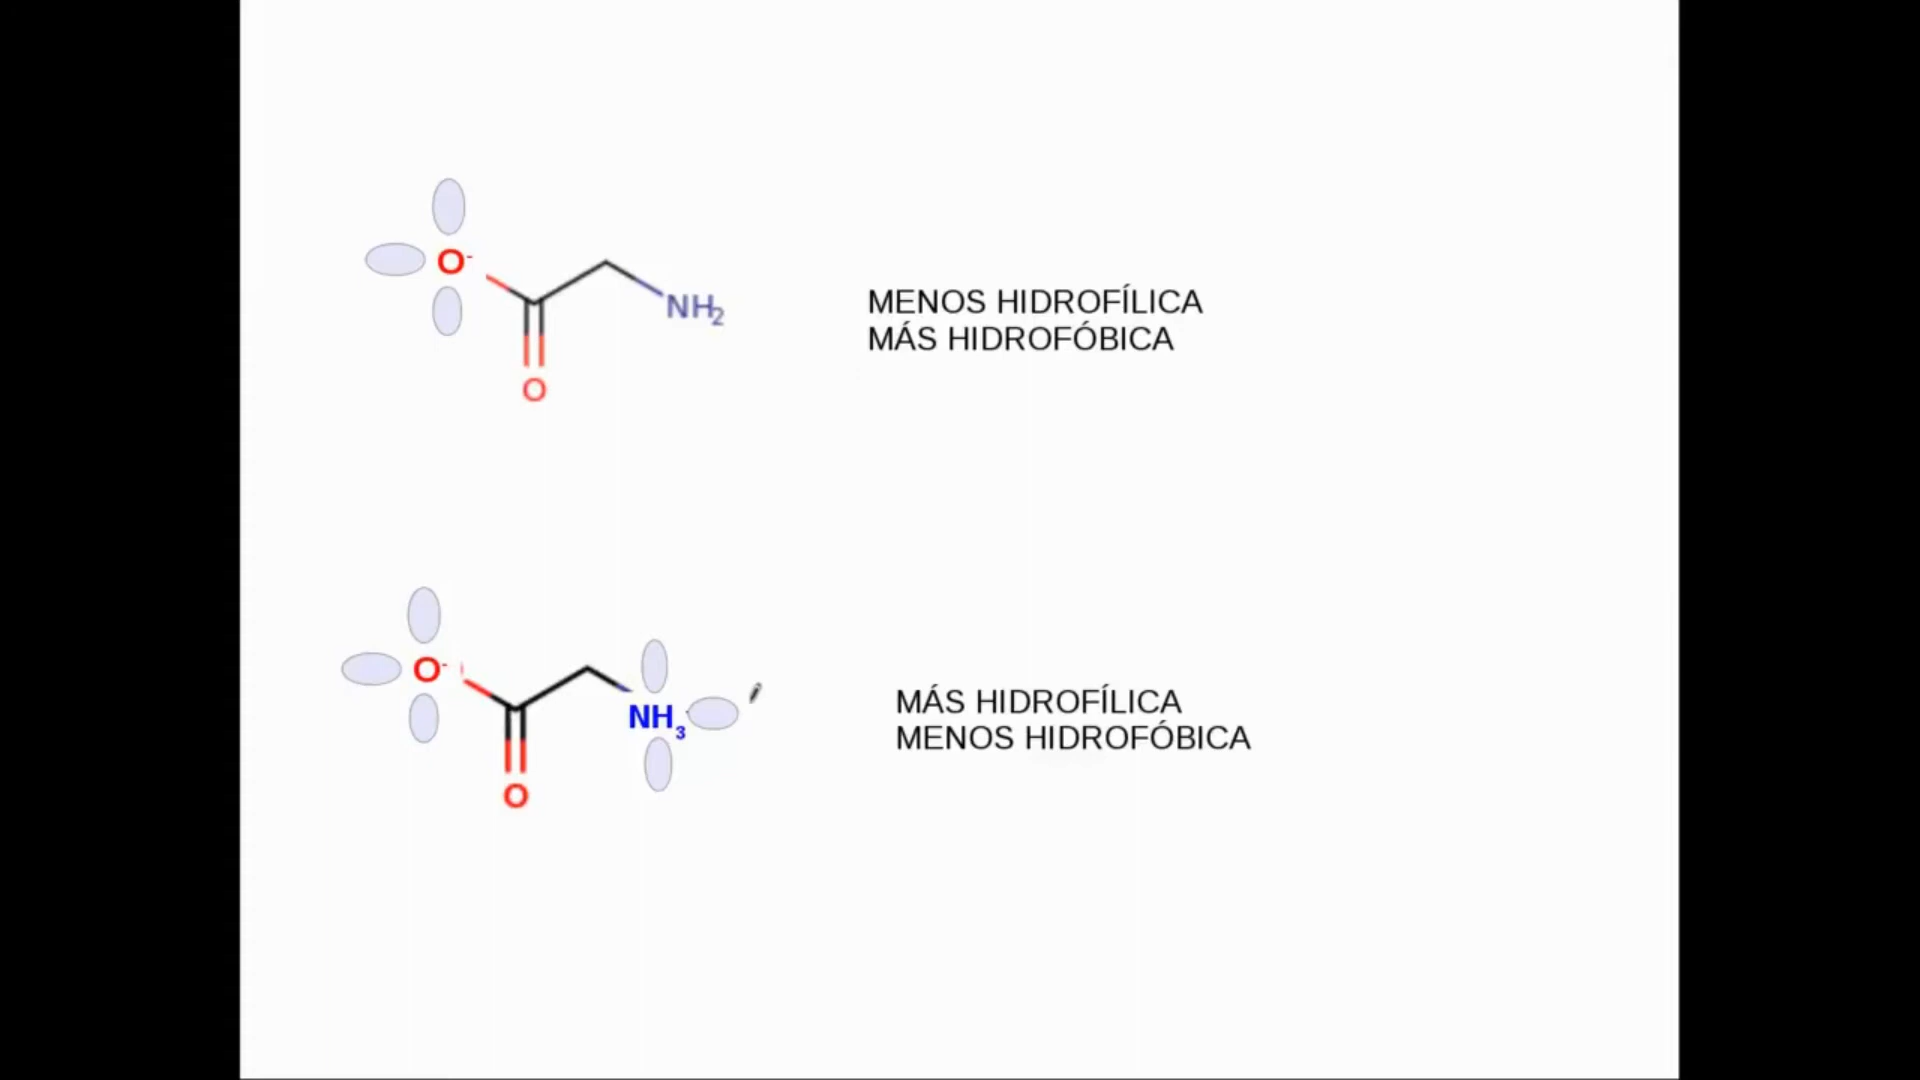 O-
NH2
O
MENOS HIDROFÍLICA
MÁS HIDROFÓBICA
O-
NH3
O
MÁS HIDROFÍLICA
MENOS HIDROFÓBICA